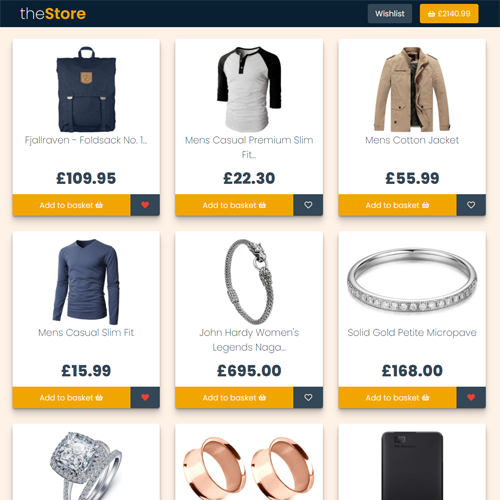 theStore
Wishlist
£2140.99
Fjallraven - Foldsack No. 1...
Mens Casual Premium Slim
Fit...
Mens Cotton Jacket
£109.95
£22.30
£55.99
Add to basket
Add to basket
Add to basket
Mens Casual Slim Fit
John Hardy Women's
Legends Naga...
Solid Gold Petite Micropave
£15.99
£695.00
£168.00
Add to basket
Add to basket
Add to basket